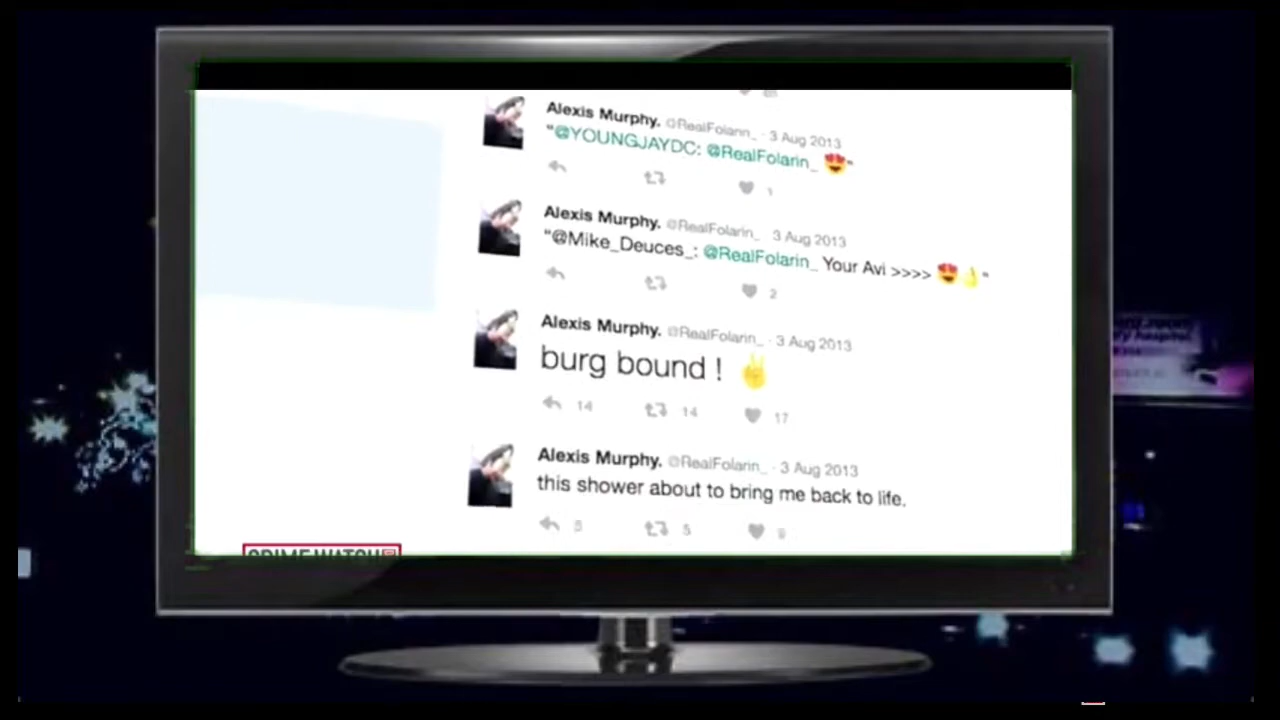 Alexis Murphy. @RealFolarin_ · 3 Aug 2013
"@YOUNGJAYDC: @RealFolarin_ 😍"
1
Alexis Murphy. @RealFolarin_ 3 Aug 2013
"@Mike_Deuces_: @RealFolarin_ Your Avi >>>> 😍👌"
2
Alexis Murphy. @RealFolarin_ · 3 Aug 2013
burg bound ! ✌
14 14 17
Alexis Murphy. @RealFolarin_ · 3 Aug 2013
this shower about to bring me back to life.
5 5 9
CRIME WATCH